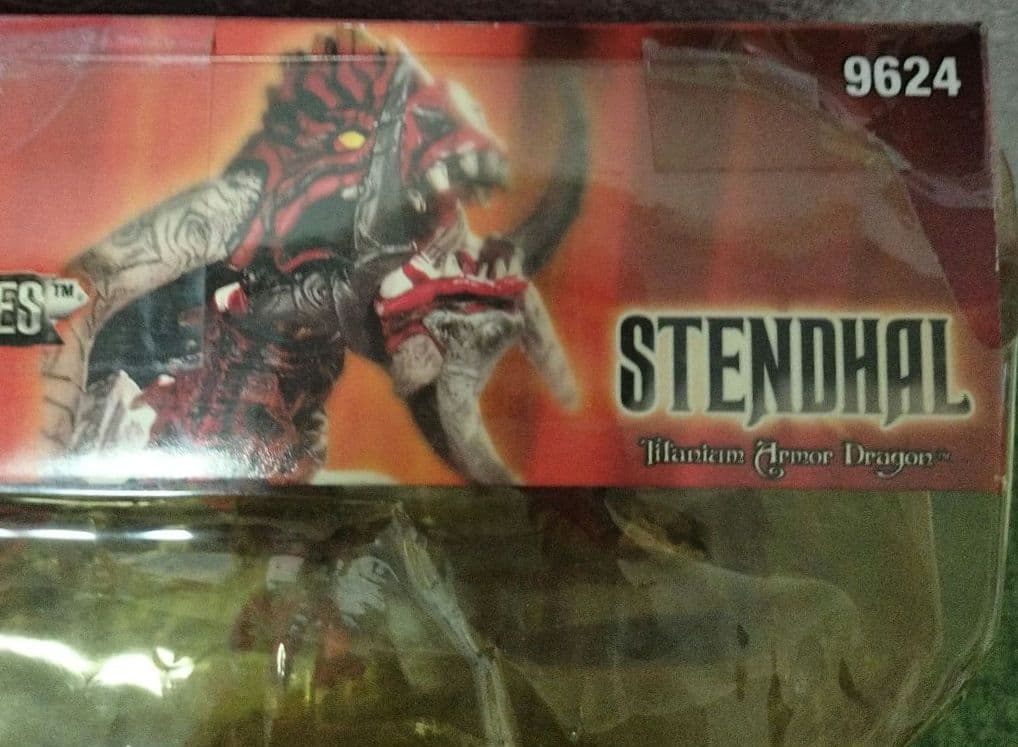 9624
ES™
STENDHAL
Titanium Armor Dragon™